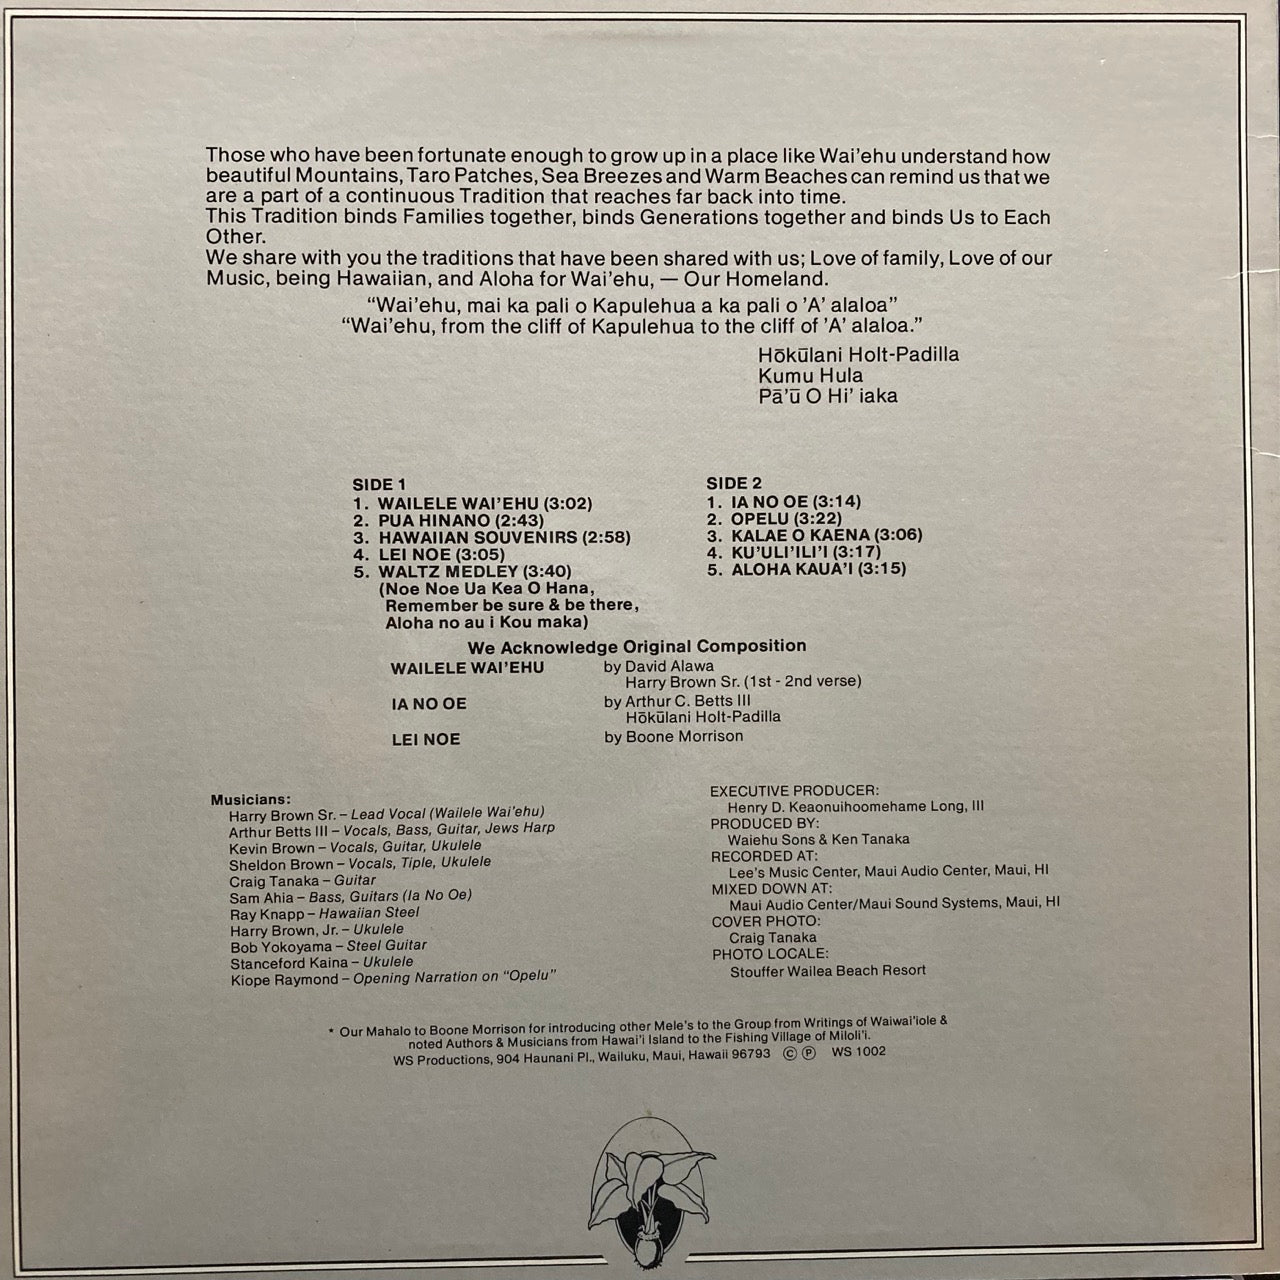 Those who have been fortunate enough to grow up in a place like Wai'ehu understand how
beautiful Mountains, Taro Patches, Sea Breezes and Warm Beaches can remind us that we
are a part of a continuous Tradition that reaches far back into time.
This Tradition binds Families together, binds Generations together and binds Us to Each
Other.
We share with you the traditions that have been shared with us; Love of family, Love of our
Music, being Hawaiian, and Aloha for Wai'ehu, — Our Homeland.
"Wai'ehu, mai ka pali o Kapulehua a ka pali o 'A' alaloa"
"Wai'ehu, from the cliff of Kapulehua to the cliff of 'A' alaloa."
Hōkūlani Holt-Padilla
Kumu Hula
Pā'ū O Hi' iaka
SIDE 1
1. WAILELE WAI'EHU (3:02)
2. PUA HINANO (2:43)
3. HAWAIIAN SOUVENIRS (2:58)
4. LEI NOE (3:05)
5. WALTZ MEDLEY (3:40)
(Noe Noe Ua Kea O Hana,
Remember be sure & be there,
Aloha no au i Kou maka)
SIDE 2
1. IA NO OE (3:14)
2. OPELU (3:22)
3. KALAE O KAENA (3:06)
4. KU'ULI'ILI'I (3:17)
5. ALOHA KAUA'I (3:15)
We Acknowledge Original Composition
WAILELE WAI'EHU by David Alawa
Harry Brown Sr. (1st - 2nd verse)
IA NO OE by Arthur C. Betts III
Hōkūlani Holt-Padilla
LEI NOE by Boone Morrison
Musicians:
Harry Brown Sr. – Lead Vocal (Wailele Wai'ehu)
Arthur Betts III – Vocals, Bass, Guitar, Jews Harp
Kevin Brown – Vocals, Guitar, Ukulele
Sheldon Brown – Vocals, Tiple, Ukulele
Craig Tanaka – Guitar
Sam Ahia – Bass, Guitars (Ia No Oe)
Ray Knapp – Hawaiian Steel
Harry Brown, Jr. – Ukulele
Bob Yokoyama – Steel Guitar
Stanceford Kaina – Ukulele
Kiope Raymond – Opening Narration on "Opelu"
EXECUTIVE PRODUCER:
Henry D. Keaonuihoomehame Long, III
PRODUCED BY:
Waiehu Sons & Ken Tanaka
RECORDED AT:
Lee's Music Center, Maui Audio Center, Maui, HI
MIXED DOWN AT:
Maui Audio Center/Maui Sound Systems, Maui, HI
COVER PHOTO:
Craig Tanaka
PHOTO LOCALE:
Stouffer Wailea Beach Resort
* Our Mahalo to Boone Morrison for introducing other Mele's to the Group from Writings of Waiwai'iole &
noted Authors & Musicians from Hawai'i Island to the Fishing Village of Miloli'i.
WS Productions, 904 Haunani Pl., Wailuku, Maui, Hawaii 96793 Ⓒ Ⓟ WS 1002